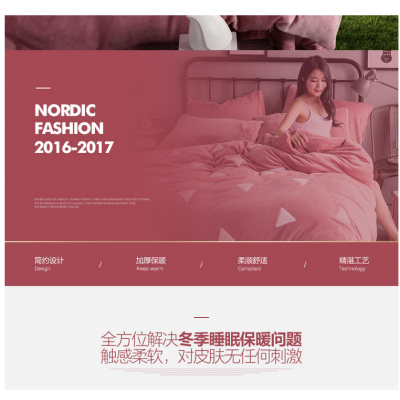 NORDIC
FASHION
2016-2017
简约设计 / 加厚保暖 / 柔顺舒适 / 精湛工艺
Design Keep warm Compliant Technology
全方位解决冬季睡眠保暖问题
触感柔软，对皮肤无任何刺激